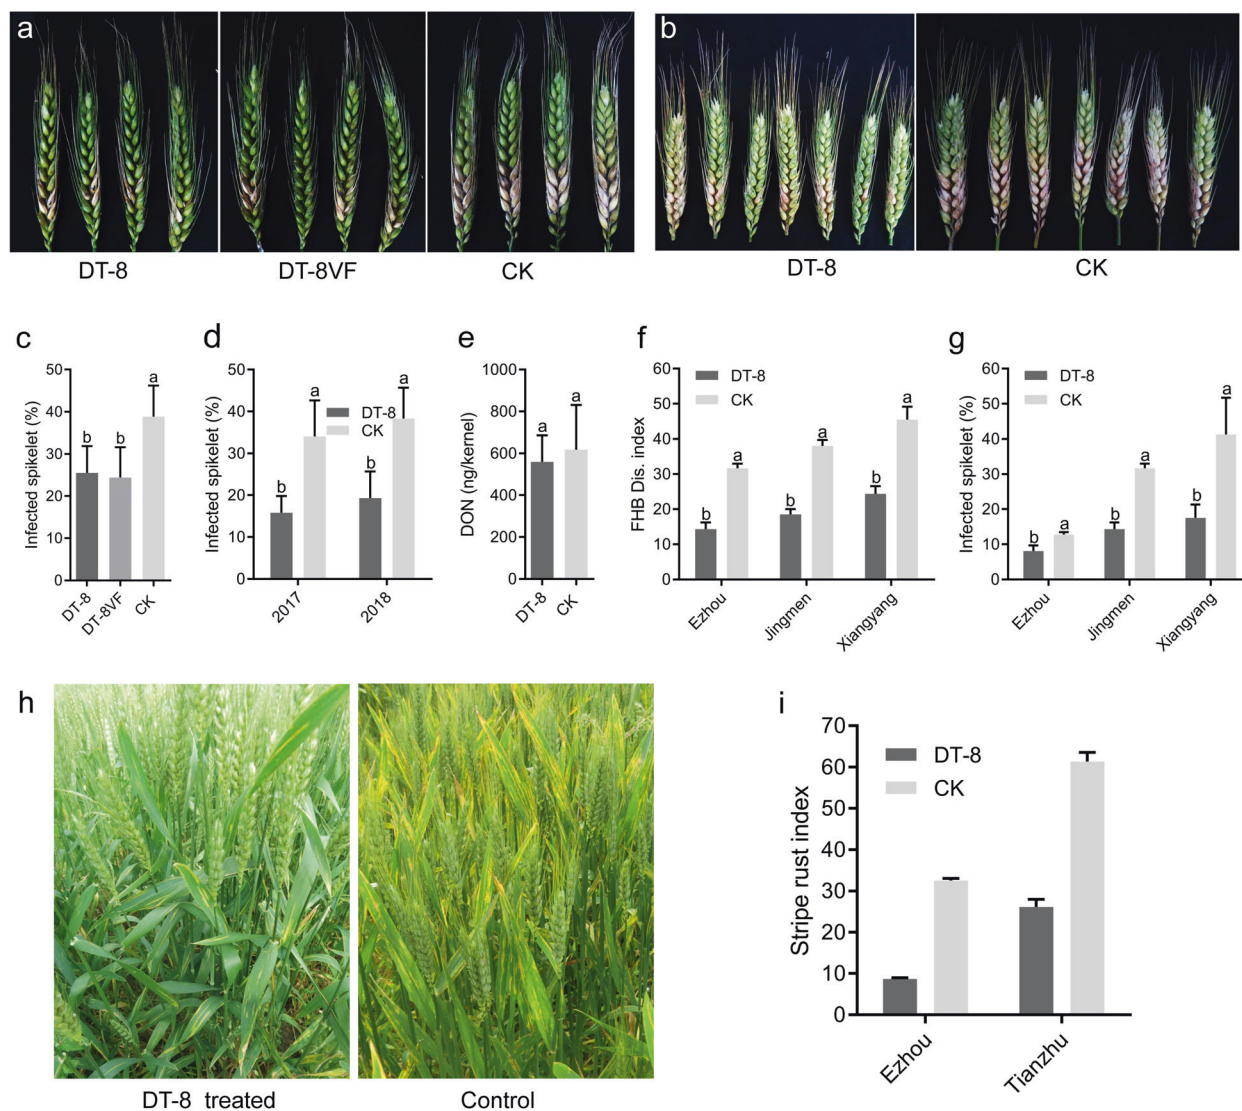 a
b
DT-8
DT-8VF
CK
DT-8
CK
c
50
40
30
20
10
0
Infected spikelet (%)
b
b
a
DT-8
DT-8VF
CK
d
50
40
30
20
10
0
Infected spikelet (%)
DT-8
CK
b
a
b
a
2017
2018
e
1000
800
600
400
200
0
DON (ng/kernel)
a
a
DT-8
CK
f
60
50
40
30
20
10
0
FHB Dis. index
DT-8
CK
b
a
b
a
b
a
Ezhou
Jingmen
Xiangyang
g
60
50
40
30
20
10
0
Infected spikelet (%)
DT-8
CK
b
a
b
a
b
a
Ezhou
Jingmen
Xiangyang
h
DT-8 treated
Control
i
70
60
50
40
30
20
10
0
Stripe rust index
DT-8
CK
Ezhou
Tianzhu